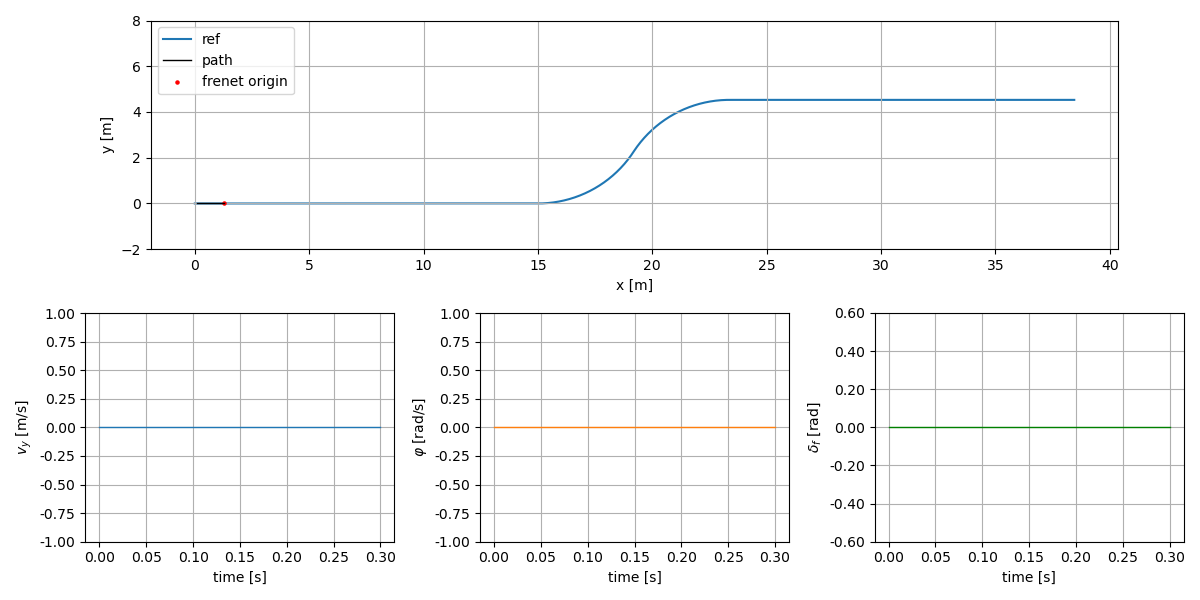 8
6
4
2
0
−2
y [m]
ref
path
frenet origin
0 5 10 15 20 25 30 35 40
x [m]
1.00
0.75
0.50
0.25
0.00
-0.25
-0.50
-0.75
-1.00
v_y [m/s]
0.00 0.05 0.10 0.15 0.20 0.25 0.30
time [s]
1.00
0.75
0.50
0.25
0.00
-0.25
-0.50
-0.75
-1.00
φ [rad/s]
0.00 0.05 0.10 0.15 0.20 0.25 0.30
time [s]
0.60
0.40
0.20
0.00
-0.20
-0.40
-0.60
δ_f [rad]
0.00 0.05 0.10 0.15 0.20 0.25 0.30
time [s]